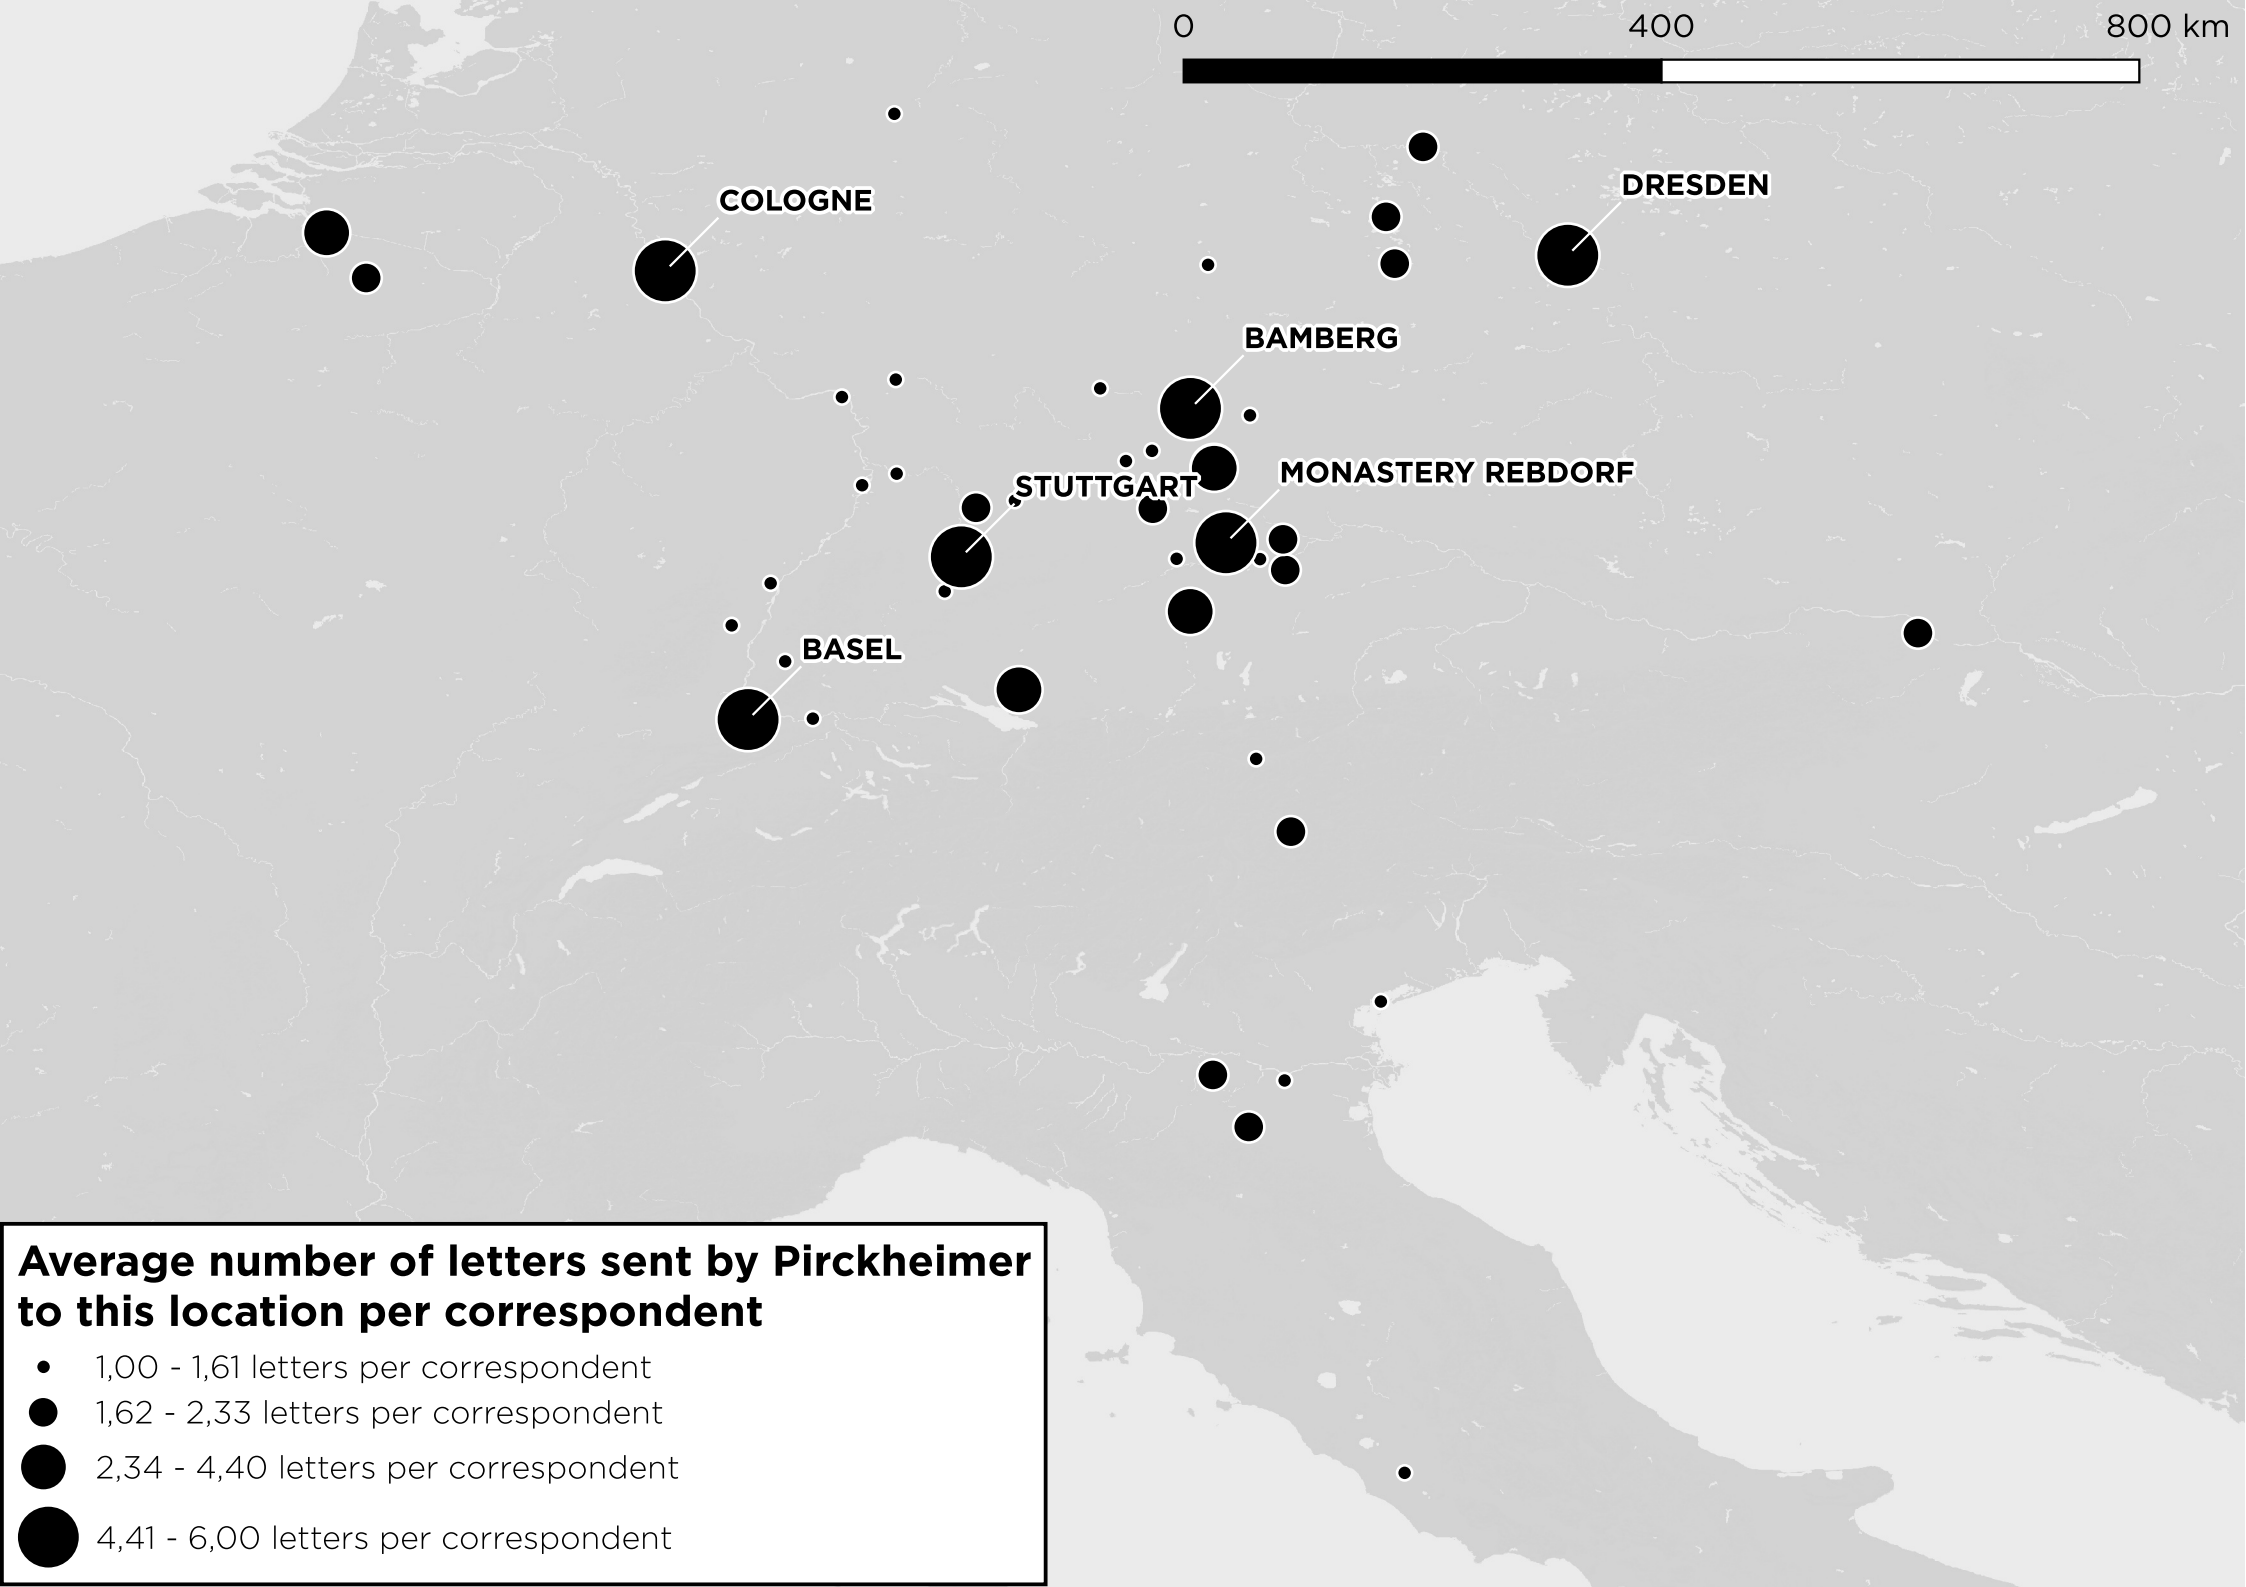 0 400 800 km
COLOGNE
DRESDEN
BAMBERG
MONASTERY REBDORF
STUTTGART
BASEL
Average number of letters sent by Pirckheimer
to this location per correspondent
1,00 - 1,61 letters per correspondent
1,62 - 2,33 letters per correspondent
2,34 - 4,40 letters per correspondent
4,41 - 6,00 letters per correspondent